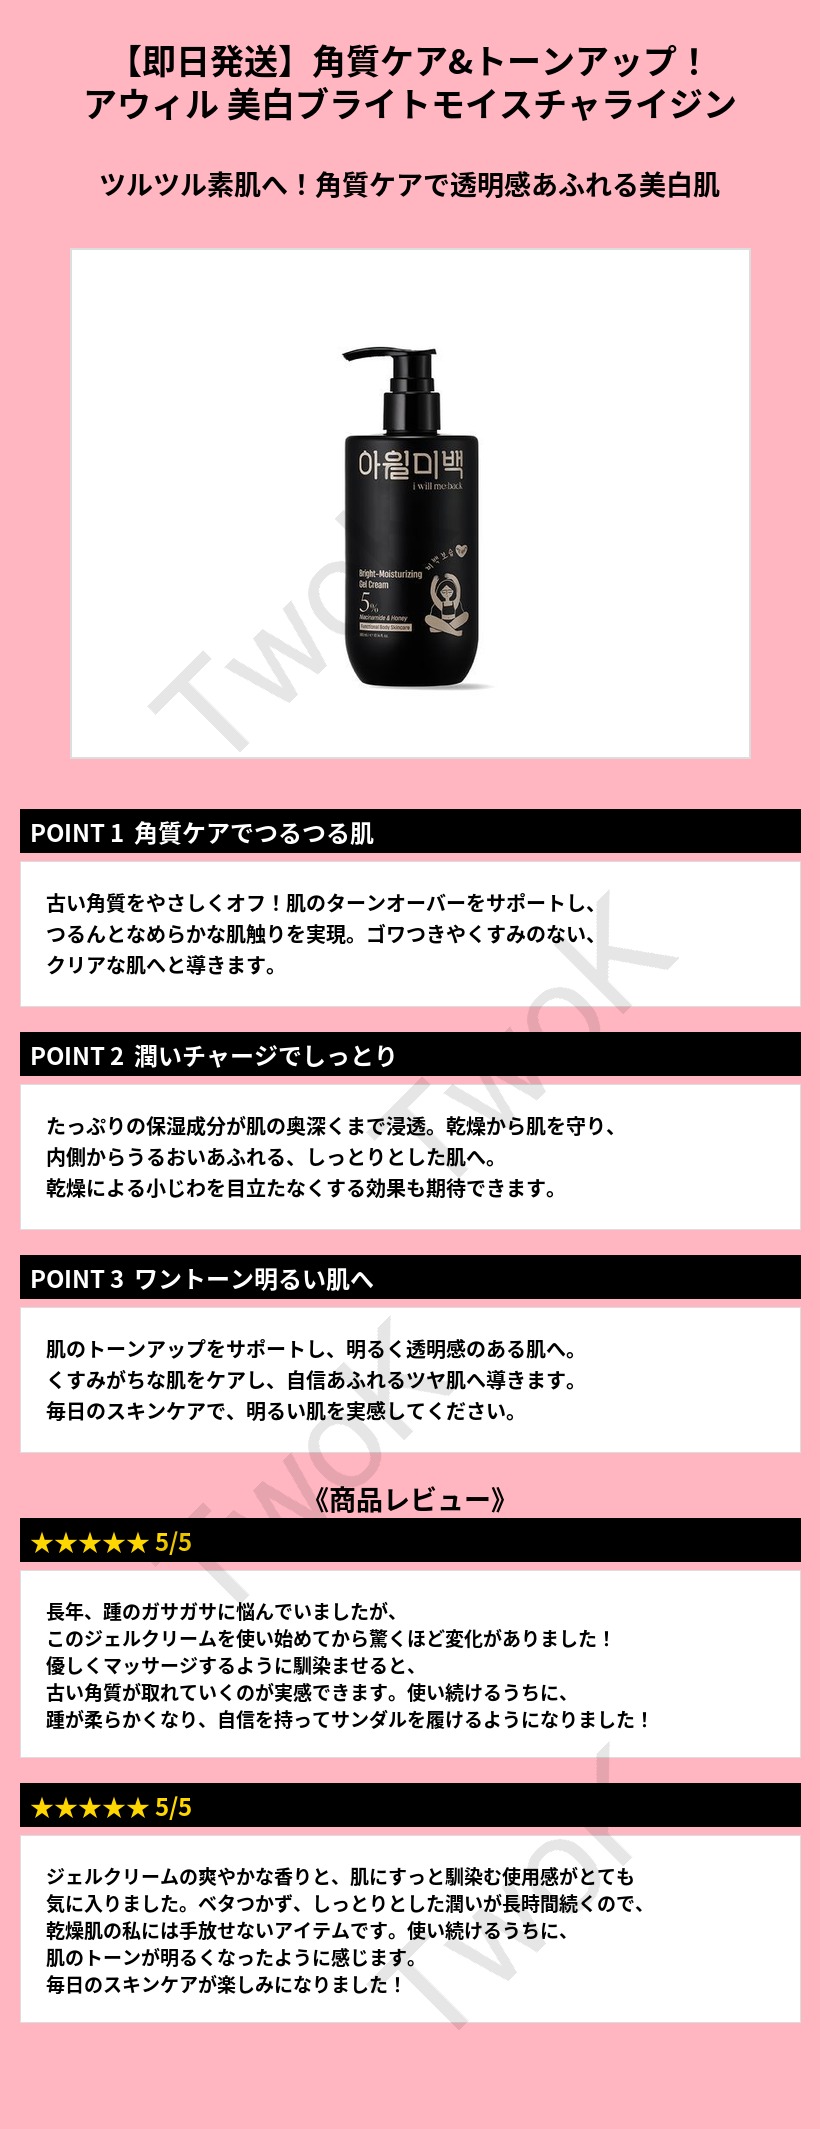 【即日発送】角質ケア&トーンアップ！
アウィル 美白ブライトモイスチャライジン
ツルツル素肌へ！角質ケアで透明感あふれる美白肌
아윌미백
i will me:back
미백보습
Bright-Moisturizing
Gel Cream
5%
Niacinamide & Honey
Functional Body Skincare
TwoK
POINT 1 角質ケアでつるつる肌
古い角質をやさしくオフ！肌のターンオーバーをサポートし、
つるんとなめらかな肌触りを実現。ゴワつきやくすみのない、
クリアな肌へと導きます。
TwoK
POINT 2 潤いチャージでしっとり
たっぷりの保湿成分が肌の奥深くまで浸透。乾燥から肌を守り、
内側からうるおいあふれる、しっとりとした肌へ。
乾燥による小じわを目立たなくする効果も期待できます。
POINT 3 ワントーン明るい肌へ
肌のトーンアップをサポートし、明るく透明感のある肌へ。
くすみがちな肌をケアし、自信あふれるツヤ肌へ導きます。
毎日のスキンケアで、明るい肌を実感してください。
TwoK
《商品レビュー》
★★★★★ 5/5
長年、踵のガサガサに悩んでいましたが、
このジェルクリームを使い始めてから驚くほど変化がありました！
優しくマッサージするように馴染ませると、
古い角質が取れていくのが実感できます。使い続けるうちに、
踵が柔らかくなり、自信を持ってサンダルを履けるようになりました！
★★★★★ 5/5
ジェルクリームの爽やかな香りと、肌にすっと馴染む使用感がとても
気に入りました。ベタつかず、しっとりとした潤いが長時間続くので、
乾燥肌の私には手放せないアイテムです。使い続けるうちに、
肌のトーンが明るくなったように感じます。
毎日のスキンケアが楽しみになりました！
TwoK